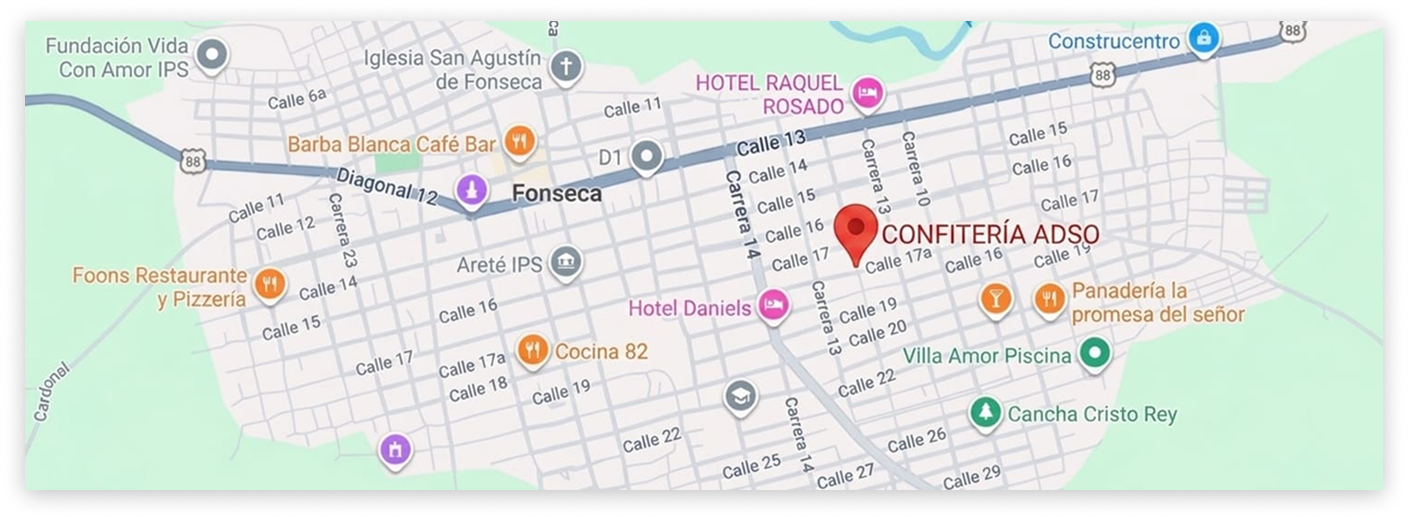 ca
88
Fundación Vida
Con Amor IPS
Iglesia San Agustín
de Fonseca
Construcentro
88
HOTEL RAQUEL
ROSADO
Calle 6a
Calle 11
Barba Blanca Café Bar
D1
Calle 13
Calle 15
Carrera 13
Carrera 10
88
Calle 14
Calle 16
Diagonal 12
Fonseca
Carrera 14
Calle 15
Calle 17
Calle 11
Calle 12
Carrera 23
Calle 16
CONFITERÍA ADSO
Areté IPS
Calle 17
Calle 17a
Calle 16
Calle 19
Foons Restaurante
y Pizzería
Calle 14
Hotel Daniels
Carrera 13
Calle 19
Panadería la
promesa del señor
Calle 16
Calle 15
Calle 20
Cocina 82
Villa Amor Piscina
Calle 17
Calle 17a
Calle 18
Calle 19
Calle 22
Cardonal
Carrera 14
Cancha Cristo Rey
Calle 22
Calle 26
Calle 25
Calle 27
Calle 29